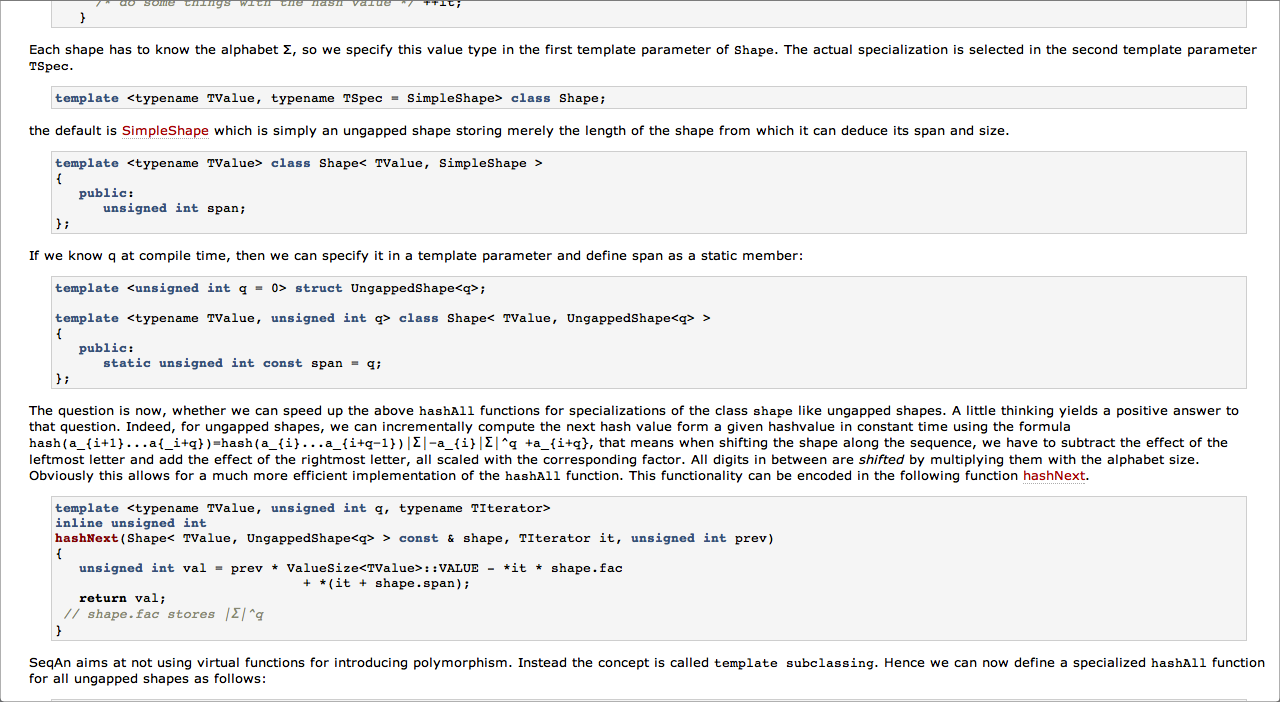 /* do some things with the hash value */ ++it;
}
Each shape has to know the alphabet Σ, so we specify this value type in the first template parameter of Shape. The actual specialization is selected in the second template parameter
TSpec.
template <typename TValue, typename TSpec = SimpleShape> class Shape;
the default is SimpleShape which is simply an ungapped shape storing merely the length of the shape from which it can deduce its span and size.
template <typename TValue> class Shape< TValue, SimpleShape >
{
public:
unsigned int span;
};
If we know q at compile time, then we can specify it in a template parameter and define span as a static member:
template <unsigned int q = 0> struct UngappedShape<q>;
template <typename TValue, unsigned int q> class Shape< TValue, UngappedShape<q> >
{
public:
static unsigned int const span = q;
};
The question is now, whether we can speed up the above hashAll functions for specializations of the class shape like ungapped shapes. A little thinking yields a positive answer to
that question. Indeed, for ungapped shapes, we can incrementally compute the next hash value form a given hashvalue in constant time using the formula
hash(a_{i+1}...a{_i+q})=hash(a_{i}...a_{i+q-1})|Σ|-a_{i}|Σ|^q +a_{i+q}, that means when shifting the shape along the sequence, we have to subtract the effect of the
leftmost letter and add the effect of the rightmost letter, all scaled with the corresponding factor. All digits in between are shifted by multiplying them with the alphabet size.
Obviously this allows for a much more efficient implementation of the hashAll function. This functionality can be encoded in the following function hashNext.
template <typename TValue, unsigned int q, typename TIterator>
inline unsigned int
hashNext(Shape< TValue, UngappedShape<q> > const & shape, TIterator it, unsigned int prev)
{
unsigned int val = prev * ValueSize<TValue>::VALUE - *it * shape.fac
+ *(it + shape.span);
return val;
// shape.fac stores |Σ|^q
}
SeqAn aims at not using virtual functions for introducing polymorphism. Instead the concept is called template subclassing. Hence we can now define a specialized hashAll function
for all ungapped shapes as follows: